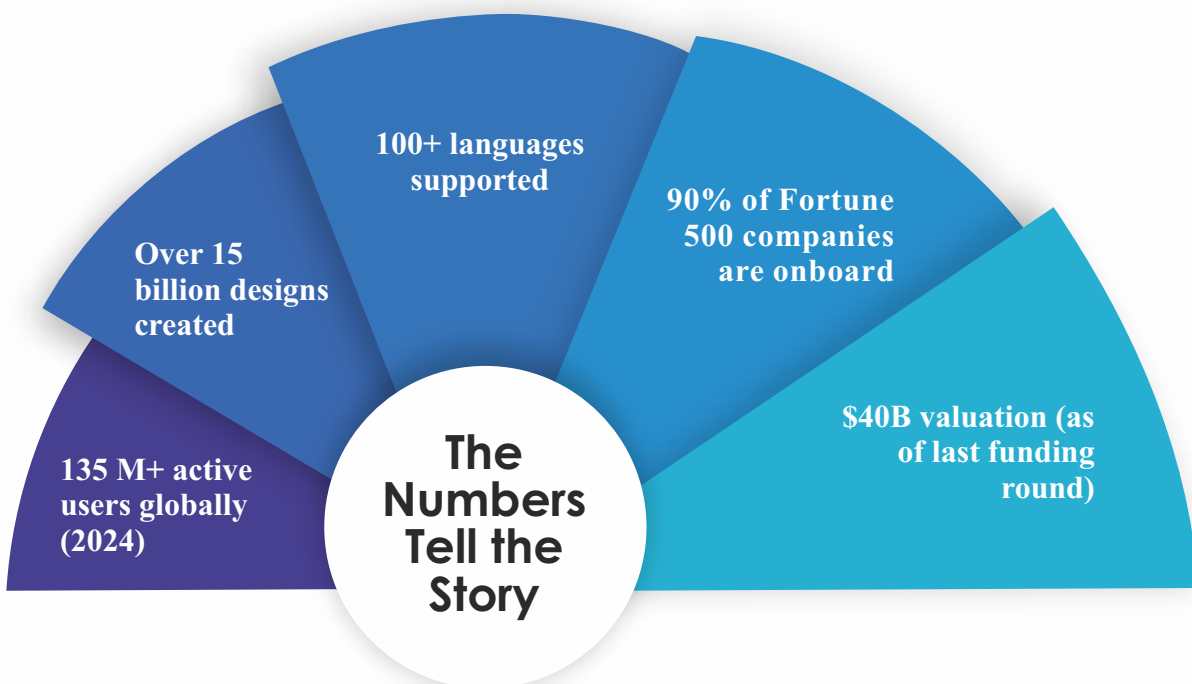 135 M+ active
users globally
(2024)
Over 15
billion designs
created
100+ languages
supported
90% of Fortune
500 companies
are onboard
$40B valuation (as
of last funding
round)
The
Numbers
Tell the
Story